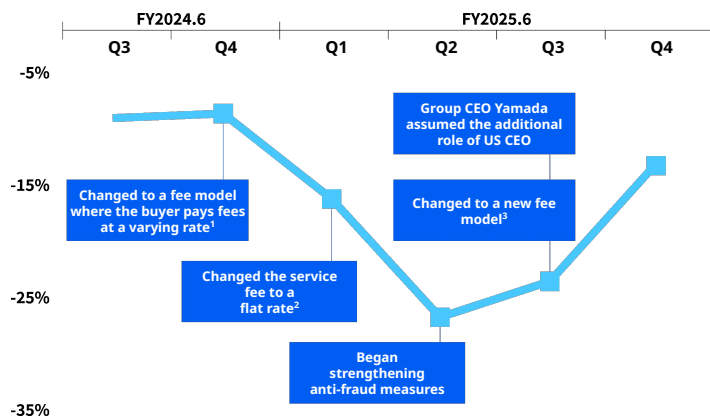 FY2024.6
FY2025.6
Q3
Q4
Q1
Q2
Q3
Q4
-5%
-15%
-25%
-35%
Changed to a fee model
where the buyer pays fees
at a varying rate¹
Changed the service
fee to a
flat rate²
Began
strengthening
anti-fraud measures
Group CEO Yamada
assumed the additional
role of US CEO
Changed to a new fee
model³